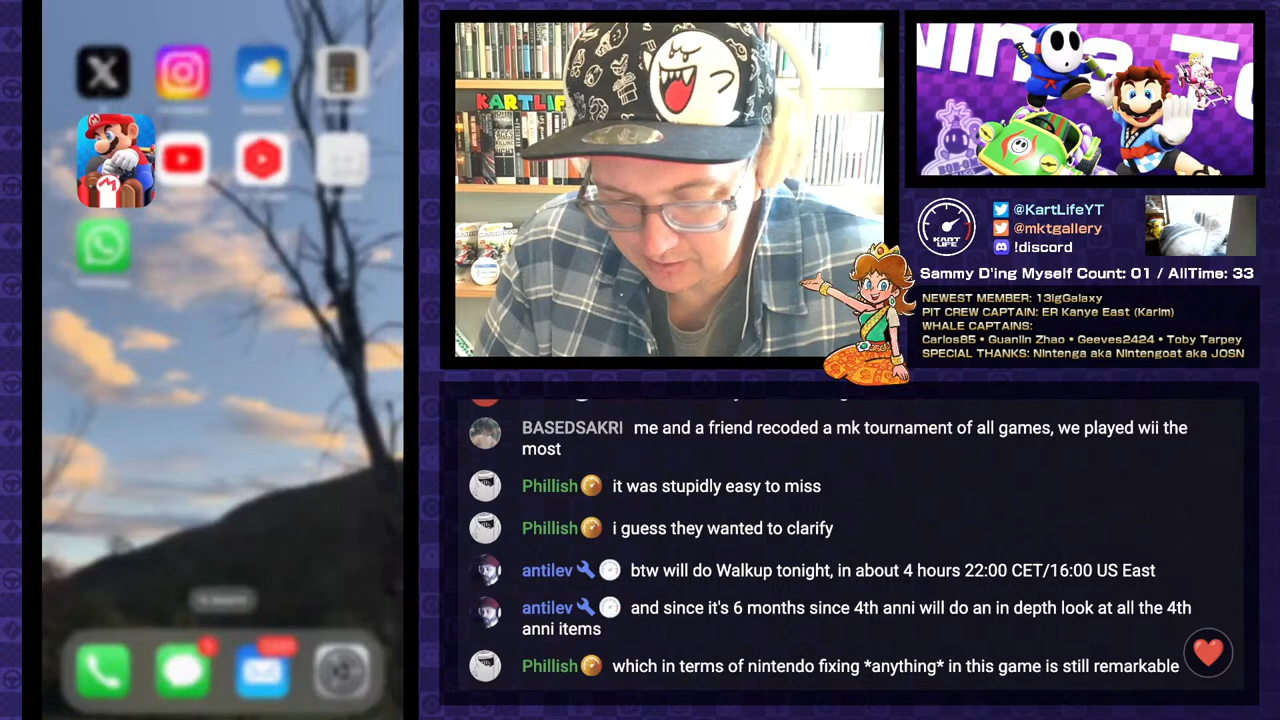 KARTLIF
Nins To
KART
LIFE
@KartLifeYT
@mktgallery
!discord
Sammy D'ing Myself Count: 01 / AllTime: 33
NEWEST MEMBER: 13lgGalaxy
PIT CREW CAPTAIN: ER Kanye East (Karim)
WHALE CAPTAINS:
Carlos85 • Guanlin Zhao • Geeves2424 • Toby Tarpey
SPECIAL THANKS: Nintenga aka Nintengoat aka JOSN
BASEDSAKRI me and a friend recoded a mk tournament of all games, we played wii the
most
Phillish it was stupidly easy to miss
Phillish i guess they wanted to clarify
antilev btw will do Walkup tonight, in about 4 hours 22:00 CET/16:00 US East
antilev and since it's 6 months since 4th anni will do an in depth look at all the 4th
anni items
Phillish which in terms of nintendo fixing *anything* in this game is still remarkable